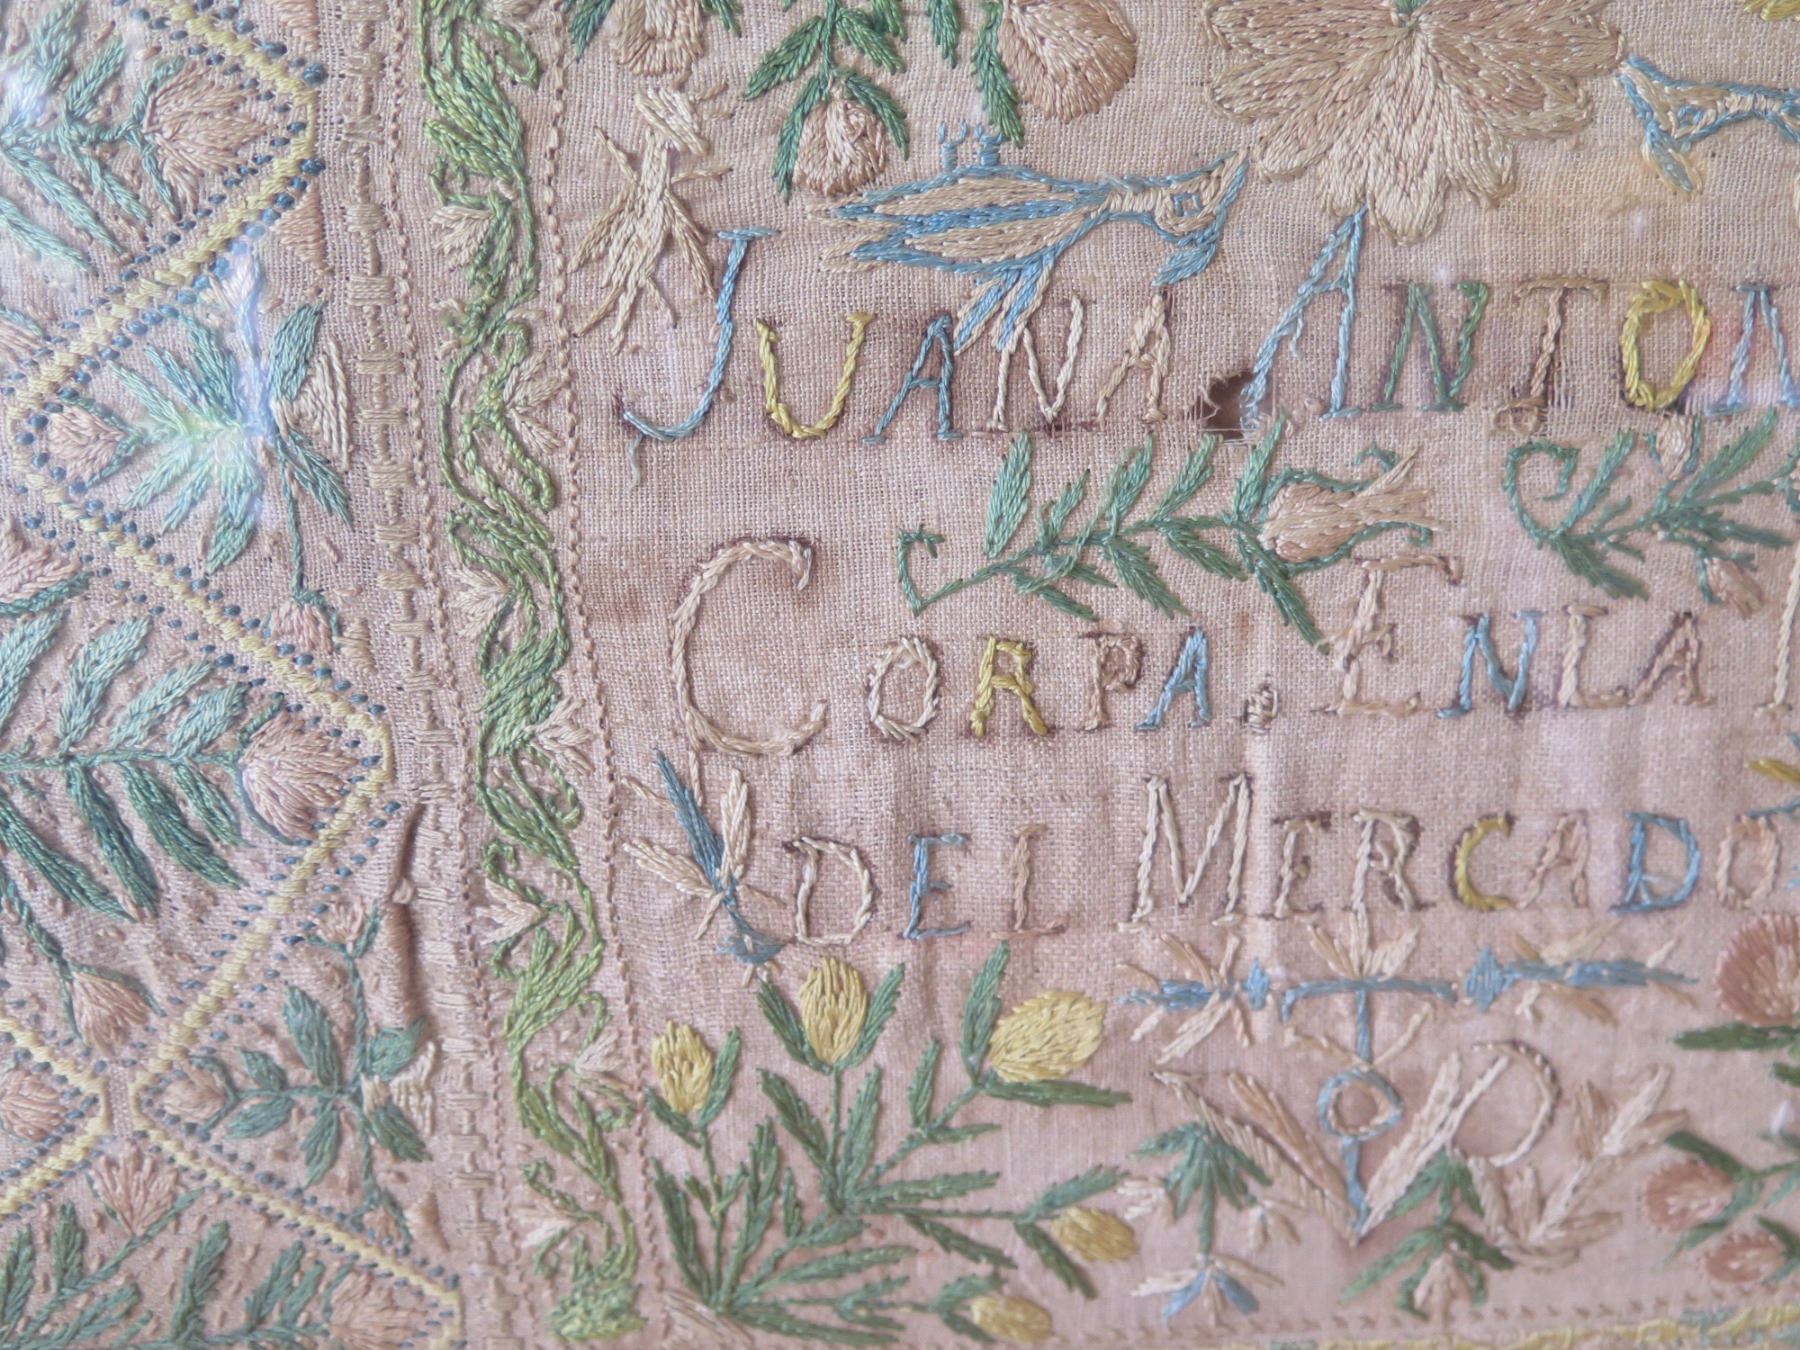 JUANA ANTON
CORPA. ENLA
DEL MERCADO